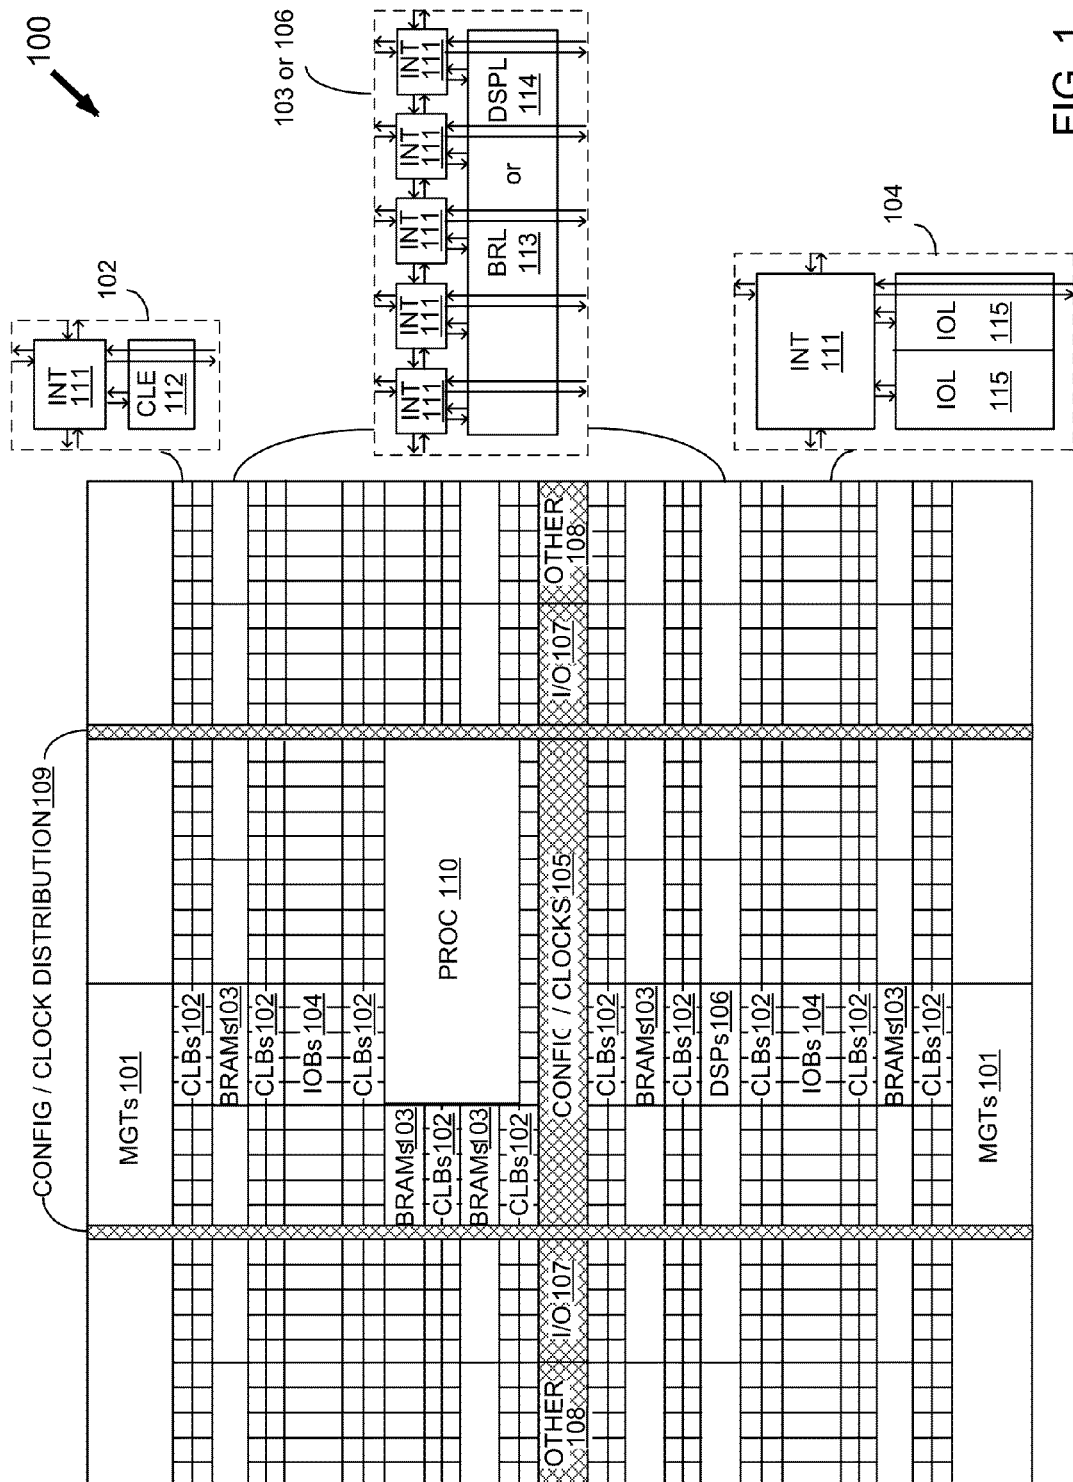 100
CONFIG / CLOCK DISTRIBUTION 109
MGTs 101
CLBs 102
BRAMs 103
CLBs 102
IOBs 104
CLBs 102
BRAMs 103
CLBs 102
BRAMs 103
CLBs 102
PROC 110
OTHER 108
I/O 107
CLOCKS 105
I/O 107
OTHER 108
CLBs 102
BRAMs 103
CLBs 102
DSPs 106
CLBs 102
IOBs 104
CLBs 102
BRAMs 103
CLBs 102
MGTs 101
102
INT
111
CLE
112
103 or 106
INT
111
INT
111
INT
111
INT
111
INT
111
BRL
113
or
DSPL
114
104
INT
111
IOL
115
IOL
115